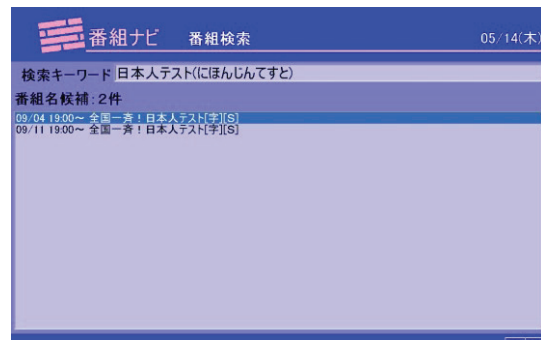 番組ナビ 番組検索 05/14(木)
検索キーワード 日本人テスト(にほんじんてすと)
番組名候補:2件
09/04 19:00～ 全国一斉!日本人テスト[字][S]
09/11 19:00～ 全国一斉!日本人テスト[字][S]